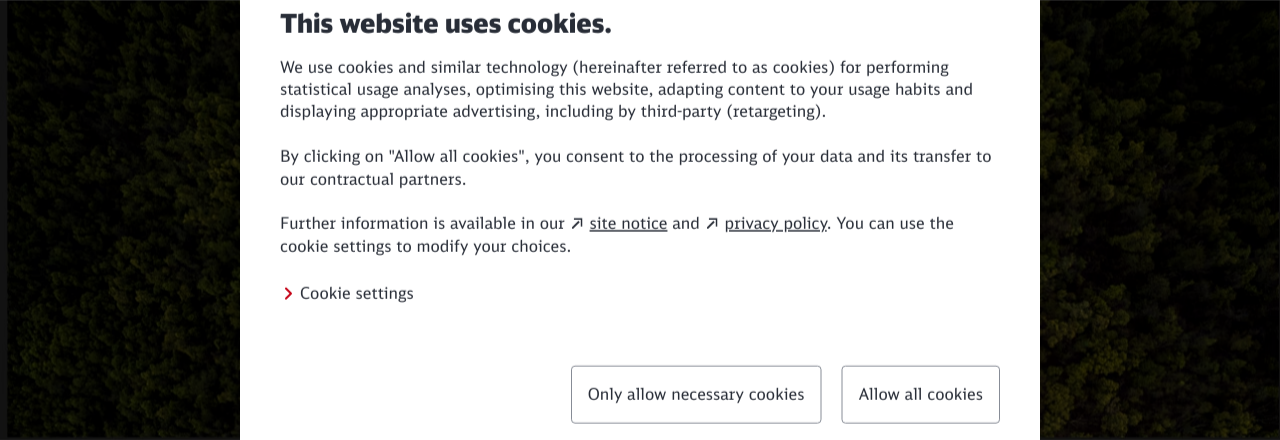 This website uses cookies.
We use cookies and similar technology (hereinafter referred to as cookies) for performing
statistical usage analyses, optimising this website, adapting content to your usage habits and
displaying appropriate advertising, including by third-party (retargeting).
By clicking on "Allow all cookies", you consent to the processing of your data and its transfer to
our contractual partners.
Further information is available in our site notice and privacy policy. You can use the
cookie settings to modify your choices.
Cookie settings
Only allow necessary cookies
Allow all cookies